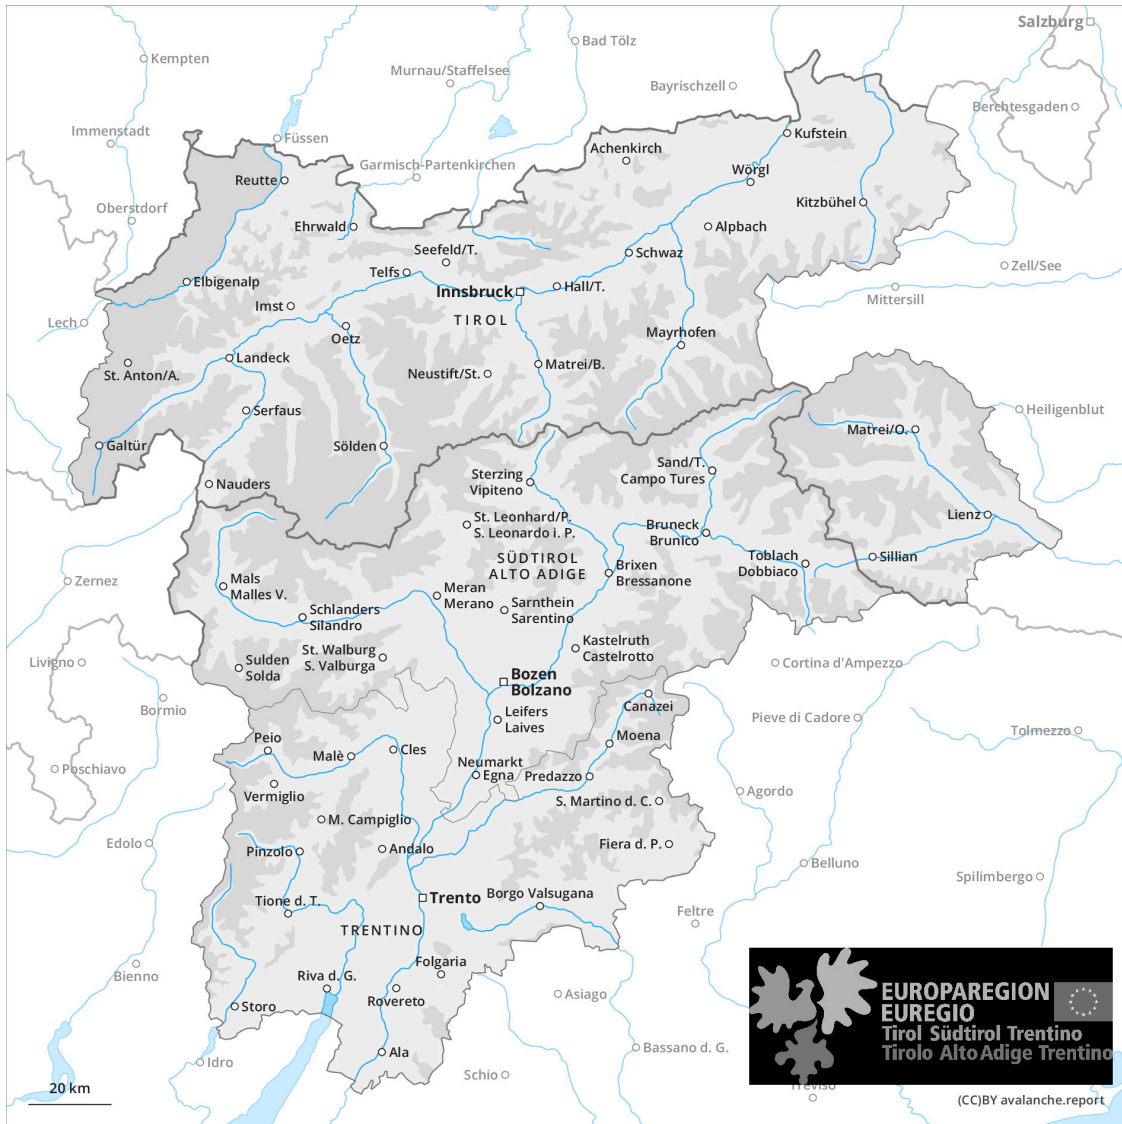 Salzburg
Bad Tölz
Kempten
Murnau/Staffelsee
Bayrischzell
Berchtesgaden
Immenstadt
Füssen
Kufstein
Achenkirch
Garmisch-Partenkirchen
Wörgl
Reutte
Kitzbühel
Oberstdorf
Ehrwald
Alpbach
Seefeld/T.
Schwaz
Zell/See
Telfs
Elbigenalp
Hall/T.
Innsbruck
Mittersill
Imst
Lech
TIROL
Oetz
Mayrhofen
Landeck
Matrei/B.
St. Anton/A.
Neustift/St.
Serfaus
Heiligenblut
Matrei/O.
Galtür
Sölden
Sand/T.
Campo Tures
Sterzing
Vipiteno
Nauders
St. Leonhard/P.
S. Leonardo i. P.
Lienz
Bruneck
Brunico
SÜDTIROL
ALTO ADIGE
Toblach
Dobbiaco
Sillian
Brixen
Bressanone
Zernez
Mals
Malles V.
Meran
Merano
Sarnthein
Sarentino
Schlanders
Silandro
Kastelruth
Castelrotto
St. Walburg
S. Valburga
Livigno
Sulden
Solda
Cortina d'Ampezzo
Bozen
Bolzano
Bormio
Canazei
Leifers
Laives
Pieve di Cadore
Tolmezzo
Moena
Peio
Malè
Cles
Neumarkt
Egna
Poschiavo
Predazzo
Vermiglio
Agordo
S. Martino d. C.
M. Campiglio
Edolo
Fiera d. P.
Pinzolo
Andalo
Belluno
Spilimbergo
Borgo Valsugana
Trento
Tione d. T.
Feltre
TRENTINO
Folgaria
Bienno
Riva d. G.
Asiago
Rovereto
Storo
EUROPAREGION
EUREGIO
Tirol Südtirol Trentino
Tirolo Alto Adige Trentino
Bassano d. G.
Ala
Idro
Schio
Treviso
20 km
(CC)BY avalanche.report